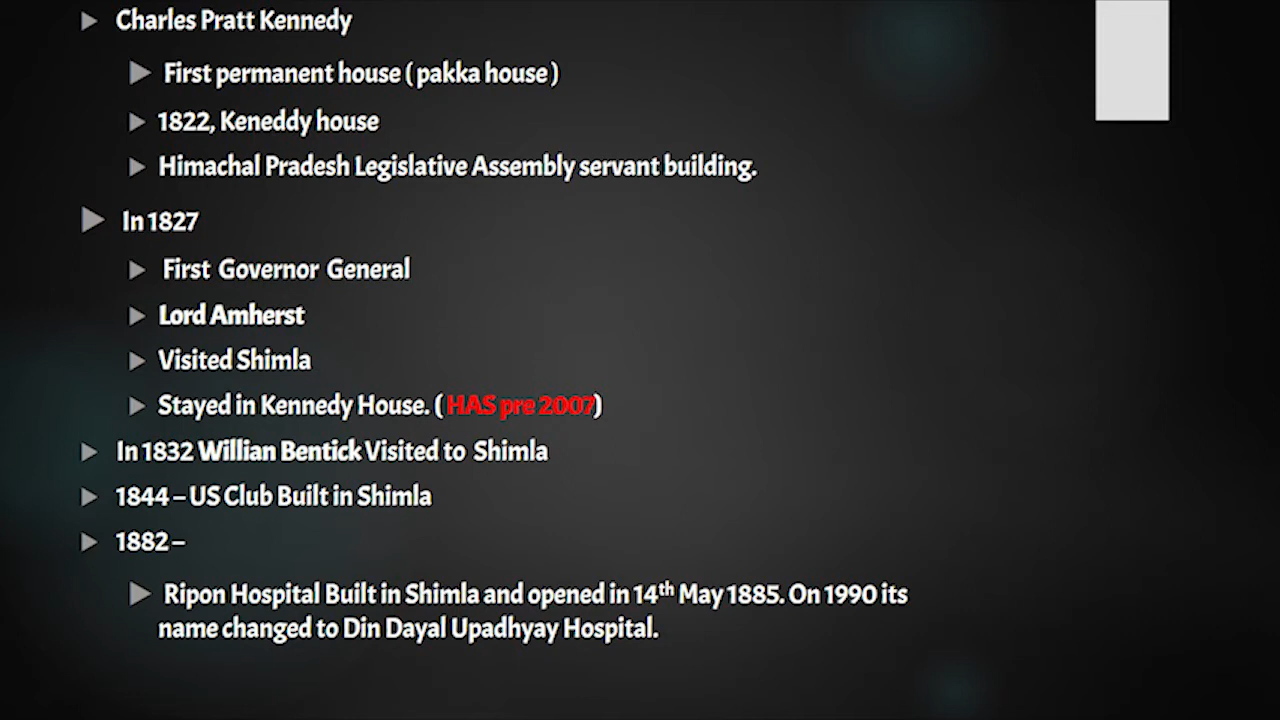 Charles Pratt Kennedy
First permanent house ( pakka house )
1822, Keneddy house
Himachal Pradesh Legislative Assembly servant building.
In 1827
First Governor General
Lord Amherst
Visited Shimla
Stayed in Kennedy House. ( HAS pre 2007)
In 1832 Willian Bentick Visited to Shimla
1844 – US Club Built in Shimla
1882 –
Ripon Hospital Built in Shimla and opened in 14th May 1885. On 1990 its
name changed to Din Dayal Upadhyay Hospital.